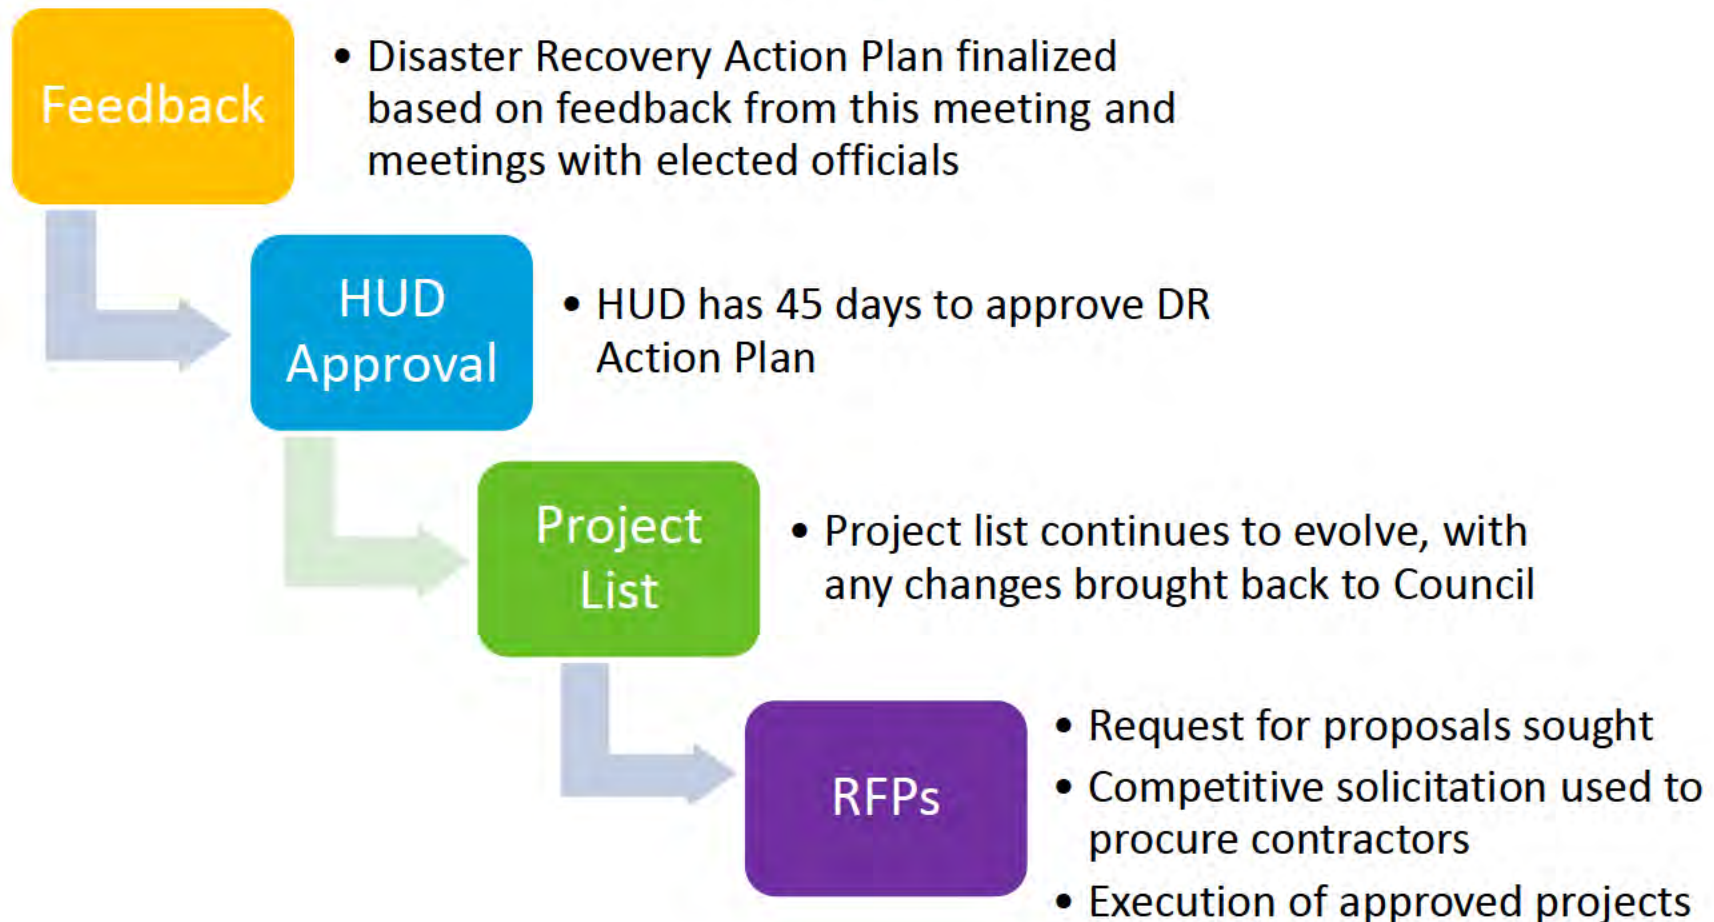 Feedback
• Disaster Recovery Action Plan finalized
based on feedback from this meeting and
meetings with elected officials
HUD
Approval
• HUD has 45 days to approve DR
Action Plan
Project
List
• Project list continues to evolve, with
any changes brought back to Council
RFPs
• Request for proposals sought
• Competitive solicitation used to
procure contractors
• Execution of approved projects